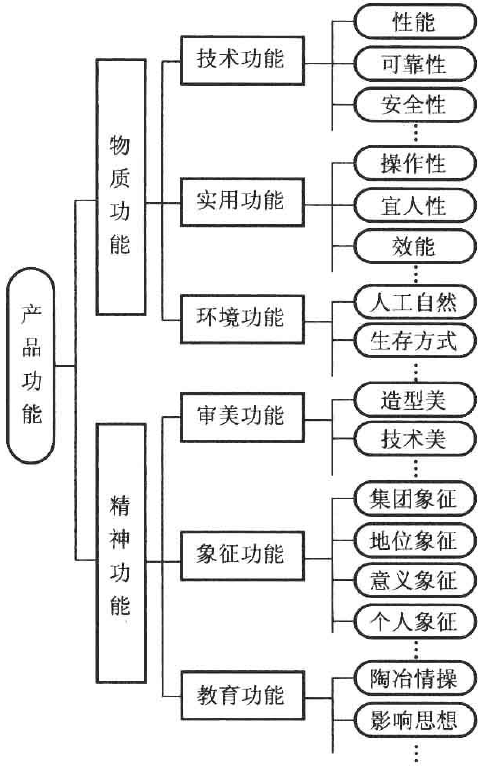 产品功能
物质功能
技术功能
性能
可靠性
安全性
⋮
实用功能
操作性
宜人性
效能
⋮
环境功能
人工自然
生存方式
⋮
精神功能
审美功能
造型美
技术美
⋮
象征功能
集团象征
地位象征
意义象征
个人象征
⋮
教育功能
陶冶情操
影响思想
⋮